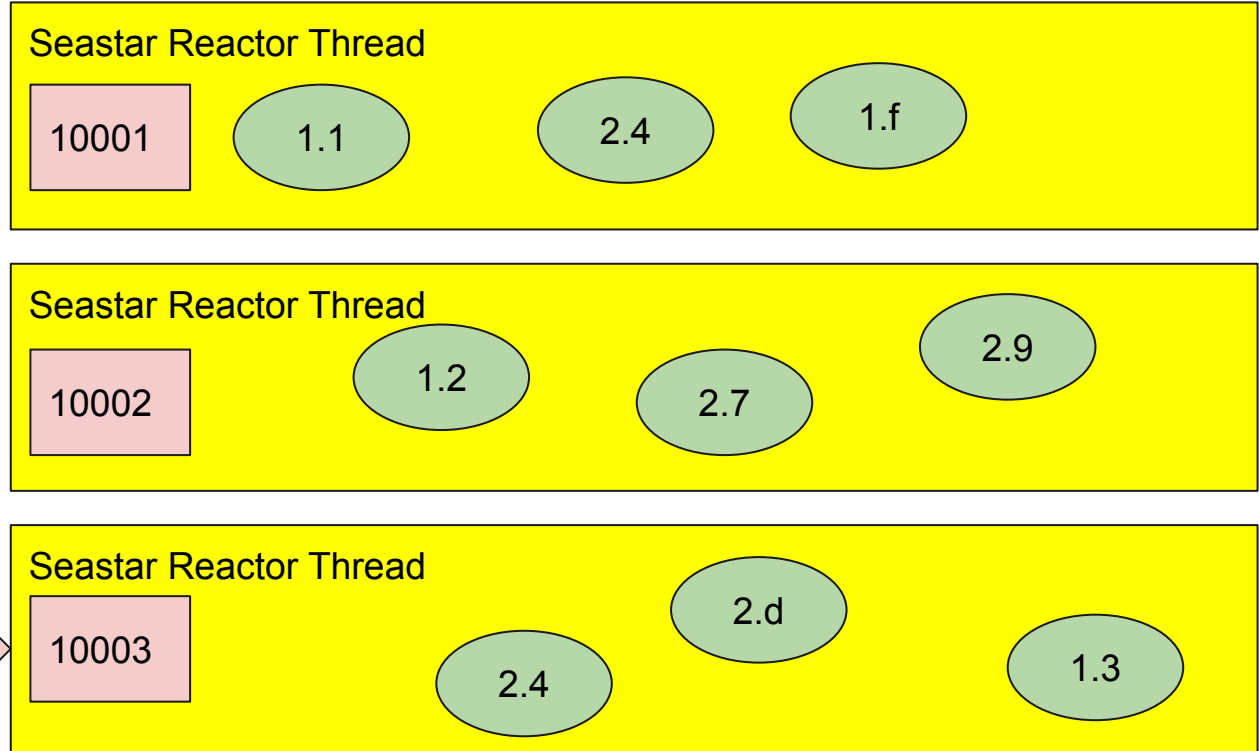 Seastar Reactor Thread
10001
1.1
2.4
1.f
Seastar Reactor Thread
10002
1.2
2.7
2.9
Seastar Reactor Thread
10003
2.4
2.d
1.3